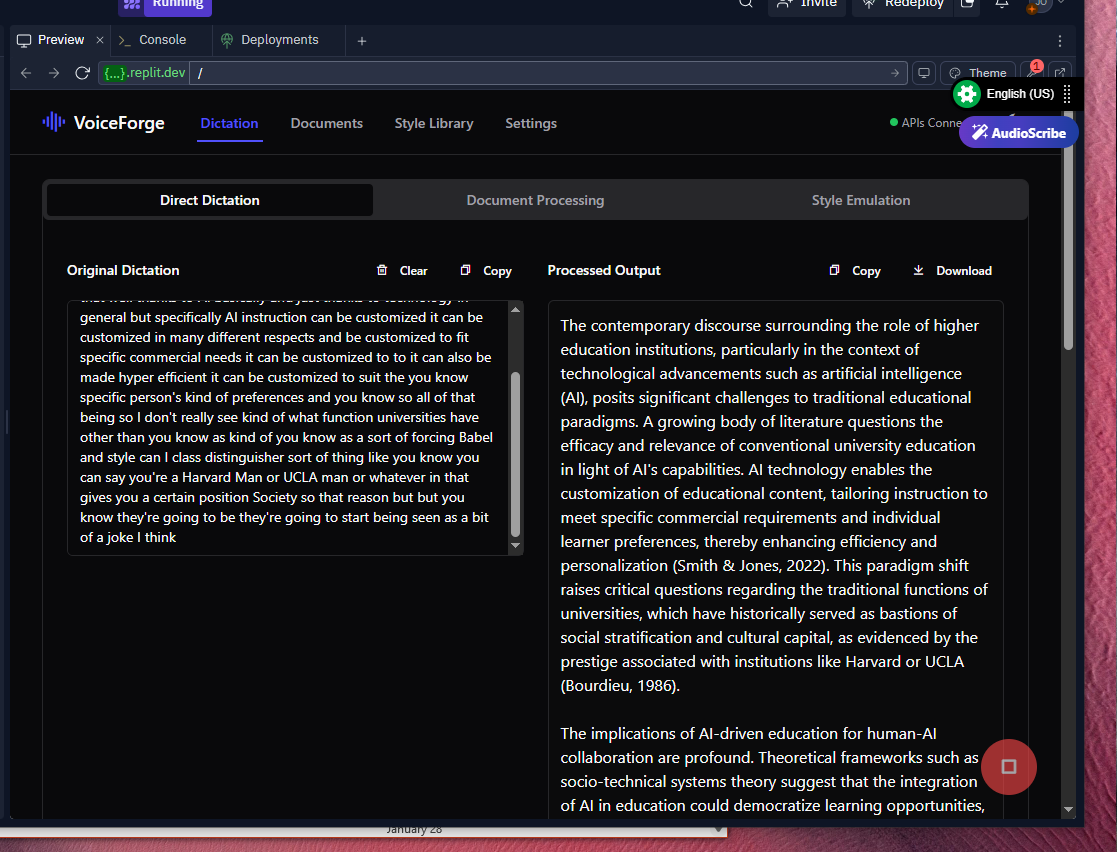 Running
Invite
Redeploy
JO
Preview
Console
Deployments
{...}.replit.dev
/
Theme
1
English (US)
VoiceForge
Dictation
Documents
Style Library
Settings
APIs Conne
AudioScribe
Direct Dictation
Document Processing
Style Emulation
Original Dictation
Clear
Copy
that well thanks to AI basically and just thanks to technology in
general but specifically AI instruction can be customized it can be
customized in many different respects and be customized to fit
specific commercial needs it can be customized to to it can also be
made hyper efficient it can be customized to suit the you know
specific person's kind of preferences and you know so all of that
being so I don't really see kind of what function universities have
other than you know as kind of you know as a sort of forcing Babel
and style can I class distinguisher sort of thing like you know you
can say you're a Harvard Man or UCLA man or whatever in that
gives you a certain position Society so that reason but but you
know they're going to be they're going to start being seen as a bit
of a joke I think
Processed Output
Copy
Download
The contemporary discourse surrounding the role of higher
education institutions, particularly in the context of
technological advancements such as artificial intelligence
(AI), posits significant challenges to traditional educational
paradigms. A growing body of literature questions the
efficacy and relevance of conventional university education
in light of AI's capabilities. AI technology enables the
customization of educational content, tailoring instruction to
meet specific commercial requirements and individual
learner preferences, thereby enhancing efficiency and
personalization (Smith & Jones, 2022). This paradigm shift
raises critical questions regarding the traditional functions of
universities, which have historically served as bastions of
social stratification and cultural capital, as evidenced by the
prestige associated with institutions like Harvard or UCLA
(Bourdieu, 1986).
The implications of AI-driven education for human-AI
collaboration are profound. Theoretical frameworks such as
socio-technical systems theory suggest that the integration
of AI in education could democratize learning opportunities,
January 28